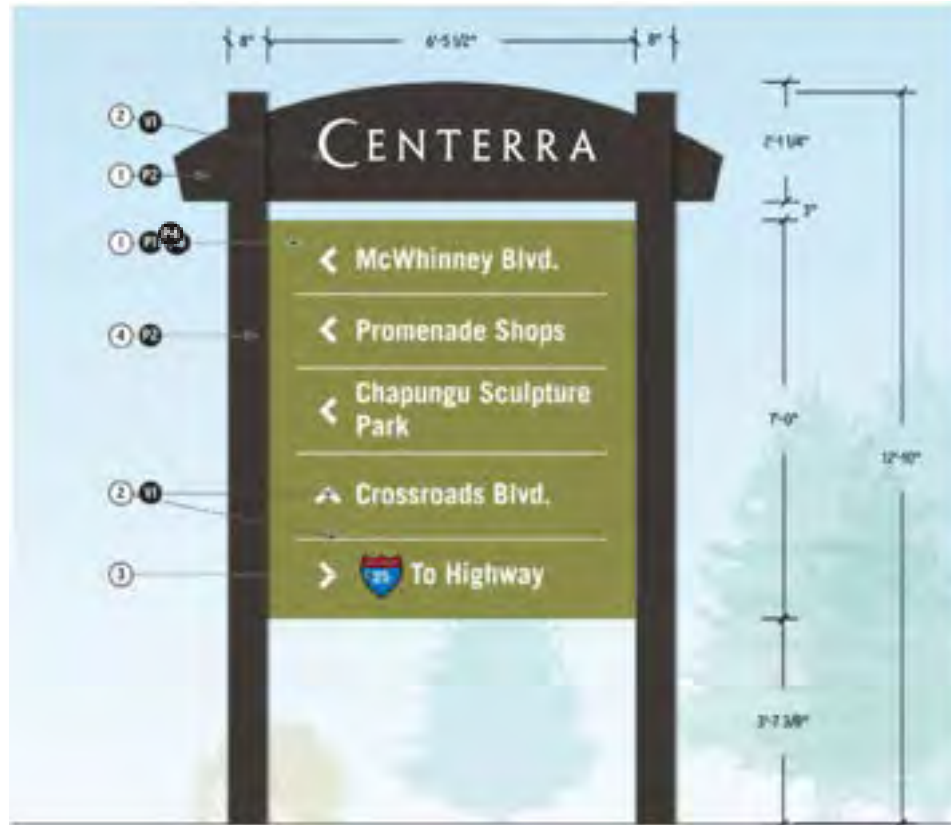 8" 6'-5 1/2" 8"
2 V1
CENTERRA
2'-1 1/4"
1 P2
3"
1 P1 P4
< McWhinney Blvd.
4 P2
< Promenade Shops
< Chapungu Sculpture
Park
7'-0"
12'-10"
2 V1
Crossroads Blvd.
3
> 25 To Highway
3'-7 3/8"